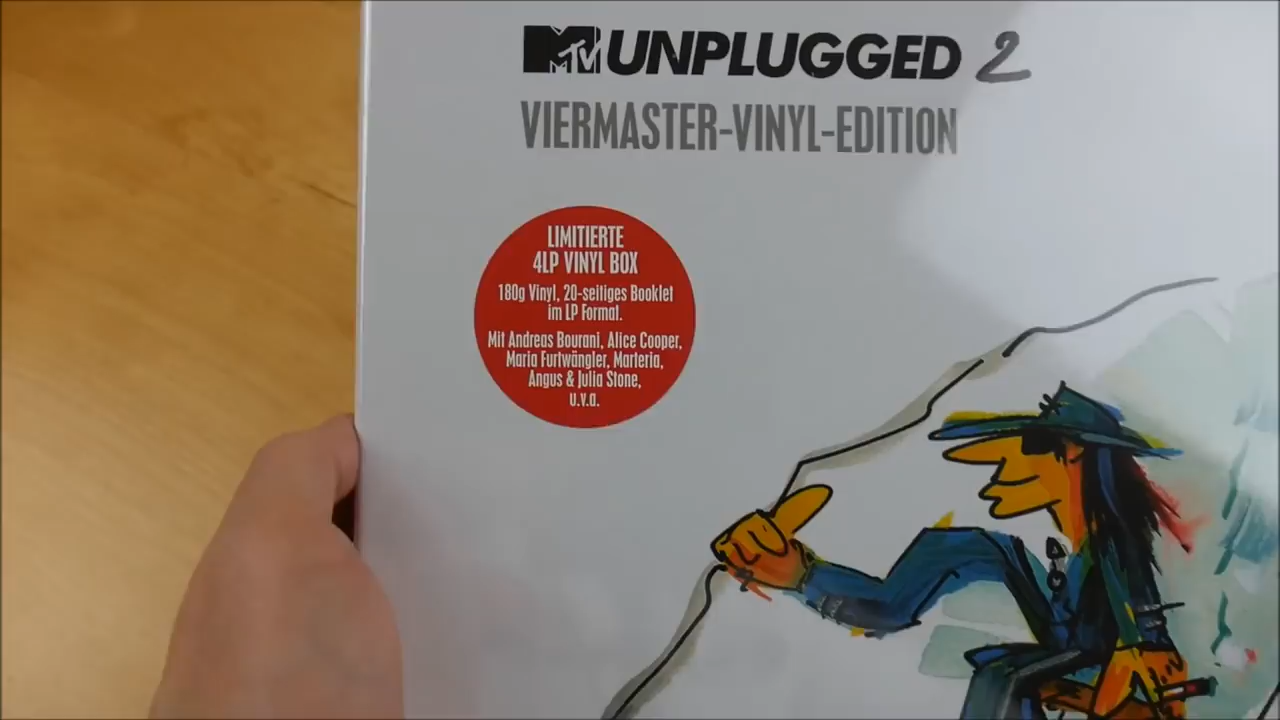 MTV UNPLUGGED 2
VIERMASTER-VINYL-EDITION
LIMITIERTE
4LP VINYL BOX
180g Vinyl, 20-seitiges Booklet
im LP Format.
Mit Andreas Bourani, Alice Cooper,
Maria Furtwängler, Marteria,
Angus & Julia Stone,
u.v.a.